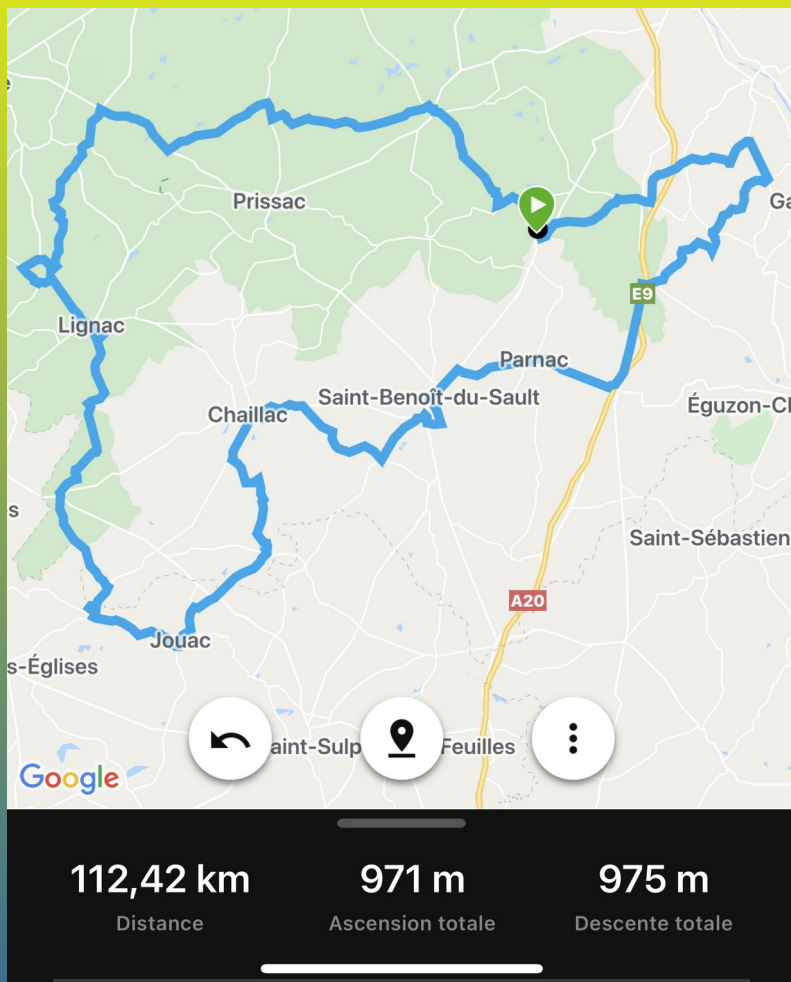 Prissac
Ga
E9
Lignac
Parnac
Saint-Benoît-du-Sault
Chaillac
Éguzon-Ch
s
Saint-Sébastien
A20
Jouac
s-Églises
aint-Sulp
Feuilles
Google
112,42 km
971 m
975 m
Distance
Ascension totale
Descente totale